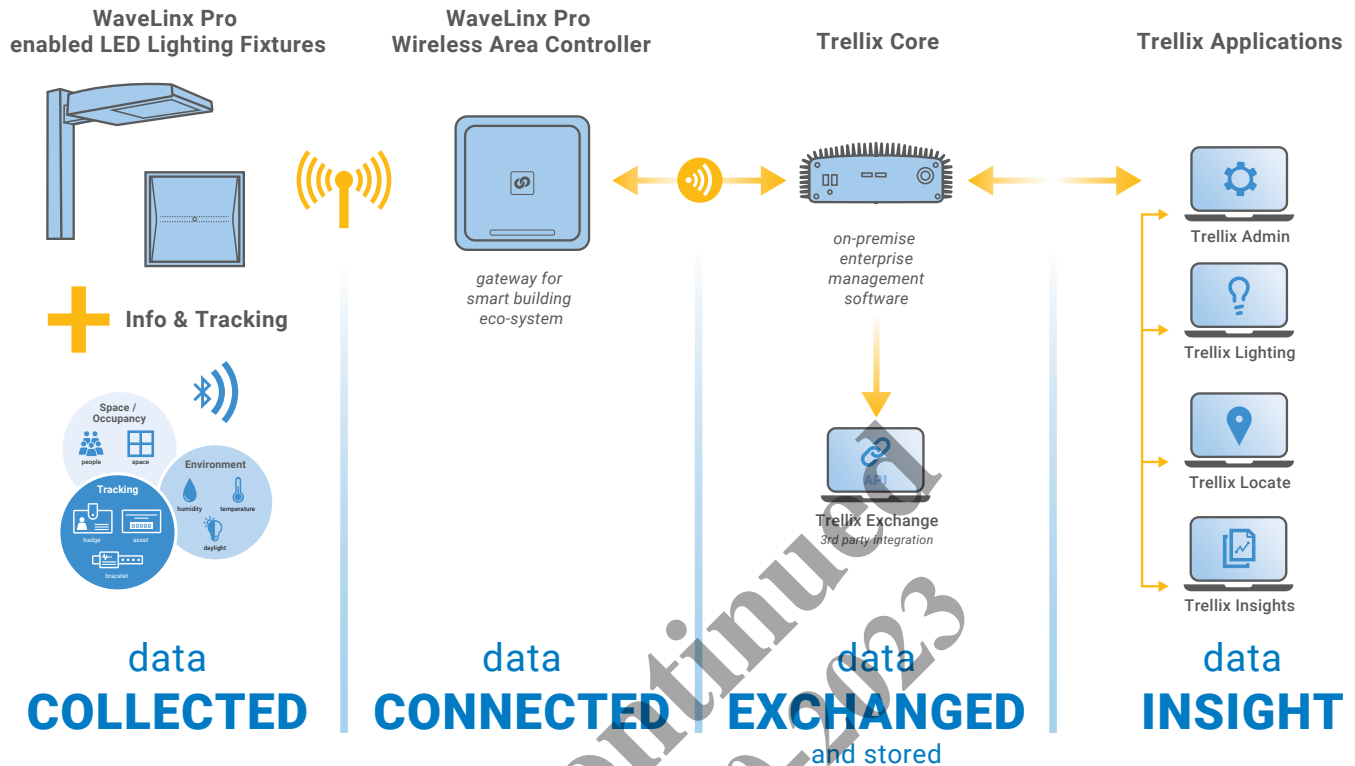 WaveLinx Pro
enabled LED Lighting Fixtures
WaveLinx Pro
Wireless Area Controller
Trellix Core
Trellix Applications
gateway for
smart building
eco-system
on-premise
enterprise
management
software
Info & Tracking
Space /
Occupancy
people
space
Environment
humidity
temperature
daylight
Tracking
badge
asset
bracelet
API
Trellix Exchange
3rd party integration
Trellix Admin
Trellix Lighting
Trellix Locate
Trellix Insights
data
COLLECTED
data
CONNECTED
data
EXCHANGED
and stored
data
INSIGHT